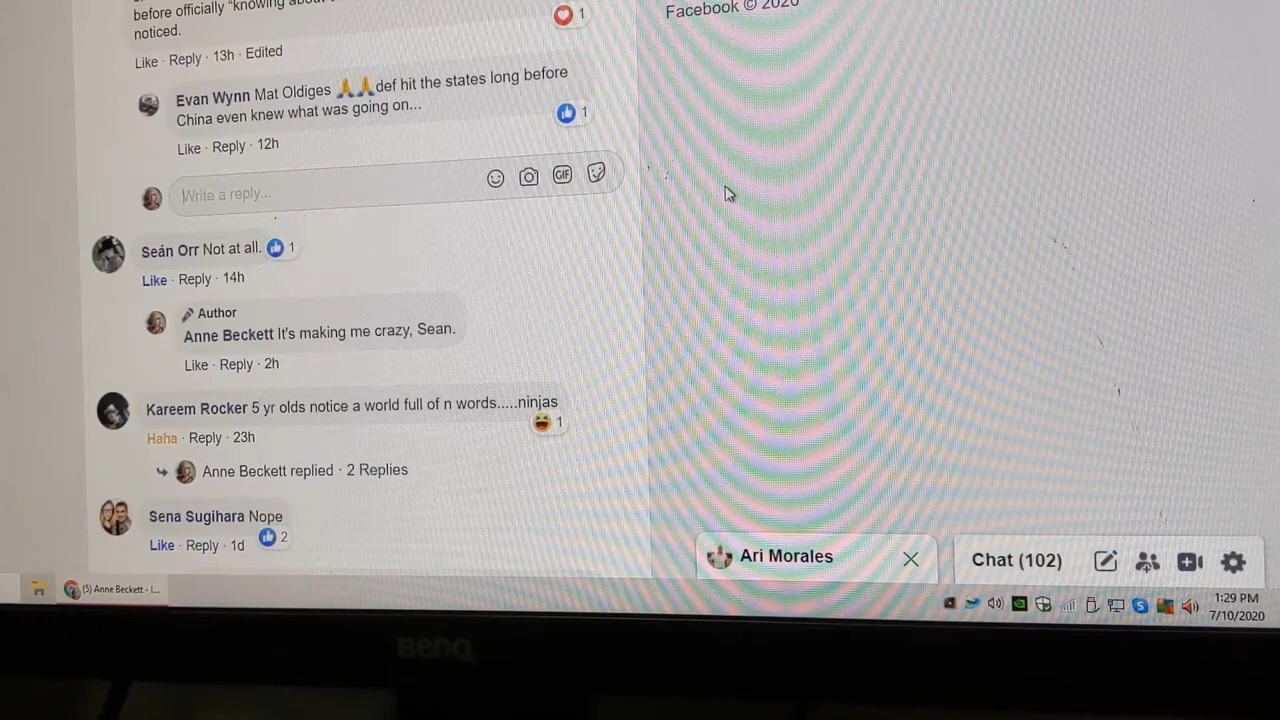 before officially “knowing about
Facebook © 2020
noticed.
1
Like · Reply · 13h · Edited
Evan Wynn Mat Oldiges 🙏🙏def hit the states long before
China even knew what was going on...
1
Like · Reply · 12h
Write a reply...
GIF
Seán Orr Not at all. 1
Like · Reply · 14h
Author
Anne Beckett It's making me crazy, Sean.
Like · Reply · 2h
Kareem Rocker 5 yr olds notice a world full of n words.....ninjas
1
Haha · Reply · 23h
Anne Beckett replied · 2 Replies
Sena Sugihara Nope
2
Like · Reply · 1d
Ari Morales
Chat (102)
(5) Anne Beckett - I...
1:29 PM
7/10/2020
BenQ